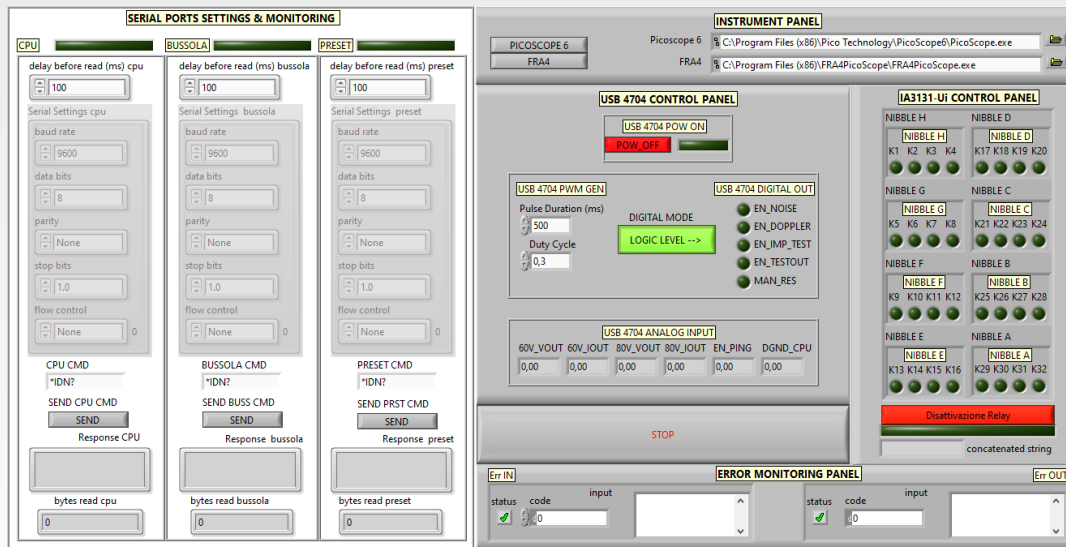 SERIAL PORTS SETTINGS & MONITORING
CPU
BUSSOLA
PRESET
delay before read (ms) cpu
delay before read (ms) bussola
delay before read (ms) preset
100
100
100
Serial Settings cpu
Serial Settings bussola
Serial Settings preset
baud rate
baud rate
baud rate
9600
9600
9600
data bits
data bits
data bits
8
8
8
parity
parity
parity
None
None
None
stop bits
stop bits
stop bits
1.0
1.0
1.0
flow control
flow control
flow control
None 0
None 0
None 0
CPU CMD
BUSSOLA CMD
PRESET CMD
*IDN?
*IDN?
*IDN?
SEND CPU CMD
SEND BUSS CMD
SEND PRST CMD
SEND
SEND
SEND
Response CPU
Response bussola
Response preset
bytes read cpu
bytes read bussola
bytes read preset
0
0
0
INSTRUMENT PANEL
PICOSCOPE 6
FRA4
Picoscope 6
C:\Program Files (x86)\Pico Technology\PicoScope6\PicoScope.exe
FRA4
C:\Program Files (x86)\FRA4PicoScope\FRA4PicoScope.exe
USB 4704 CONTROL PANEL
USB 4704 POW ON
POW_OFF
USB 4704 PWM GEN
Pulse Duration (ms)
500
Duty Cycle
0,3
DIGITAL MODE
LOGIC LEVEL -->
USB 4704 DIGITAL OUT
EN_NOISE
EN_DOPPLER
EN_IMP_TEST
EN_TESTOUT
MAN_RES
USB 4704 ANALOG INPUT
60V_VOUT 60V_IOUT 80V_VOUT 80V_IOUT EN_PING DGND_CPU
0,00 0,00 0,00 0,00 0,00 0,00
STOP
IA3131-Ui CONTROL PANEL
NIBBLE H
NIBBLE D
NIBBLE H
NIBBLE D
K1 K2 K3 K4
K17 K18 K19 K20
NIBBLE G
NIBBLE C
NIBBLE G
NIBBLE C
K5 K6 K7 K8
K21 K22 K23 K24
NIBBLE F
NIBBLE B
NIBBLE F
NIBBLE B
K9 K10 K11 K12
K25 K26 K27 K28
NIBBLE E
NIBBLE A
NIBBLE E
NIBBLE A
K13 K14 K15 K16
K29 K30 K31 K32
Disattivazione Relay
concatenated string
ERROR MONITORING PANEL
Err IN
Err OUT
status code input
0
status code input
0